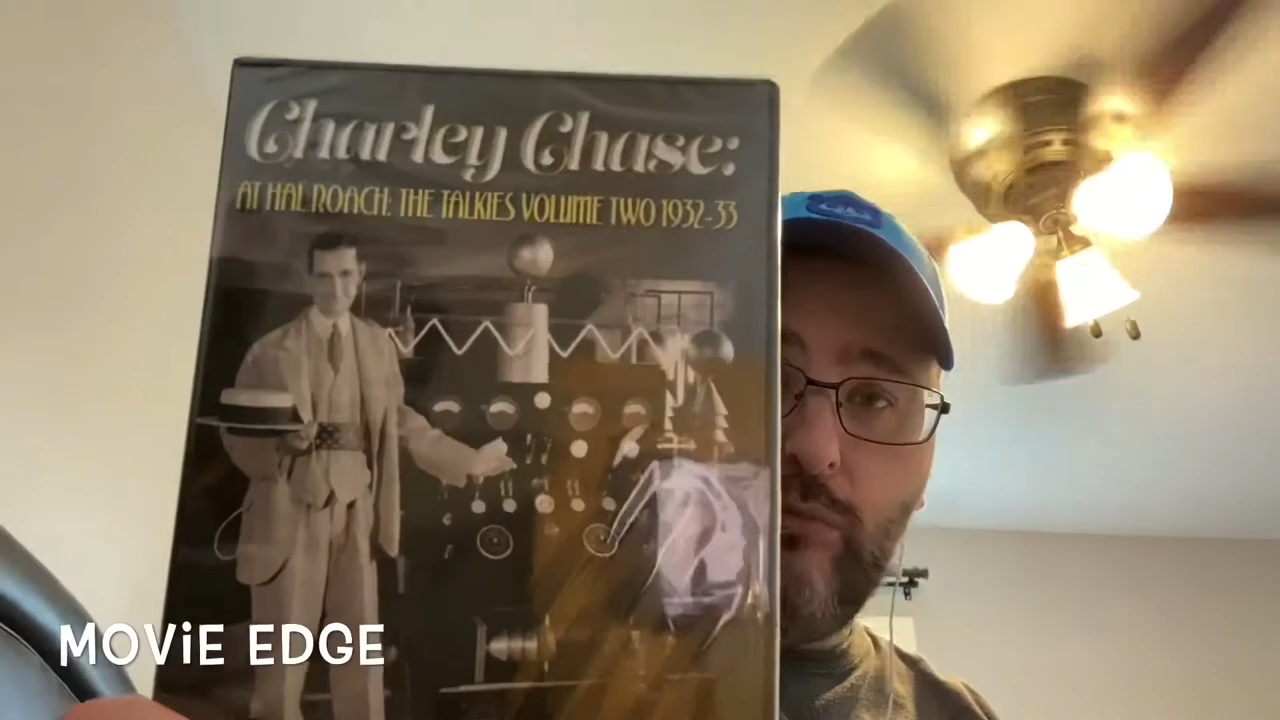 Charley Chase:
AT HAL ROACH: THE TALKIES VOLUME TWO 1932-33
MOViE EDGE